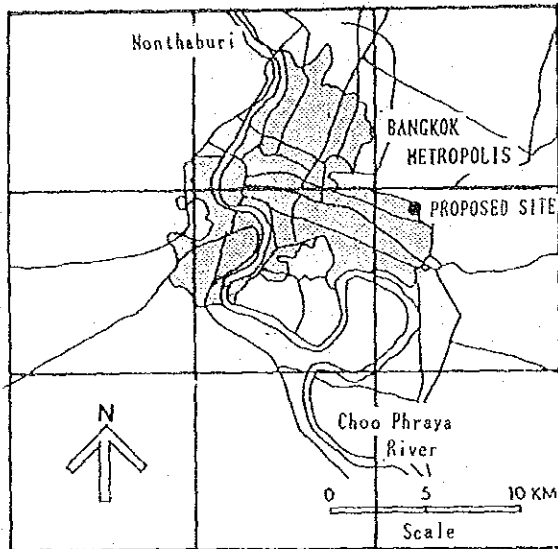 Nonthaburi
BANGKOK
METROPOLIS
PROPOSED SITE
N
Choo Phraya
River
0 5 10 KM
Scale